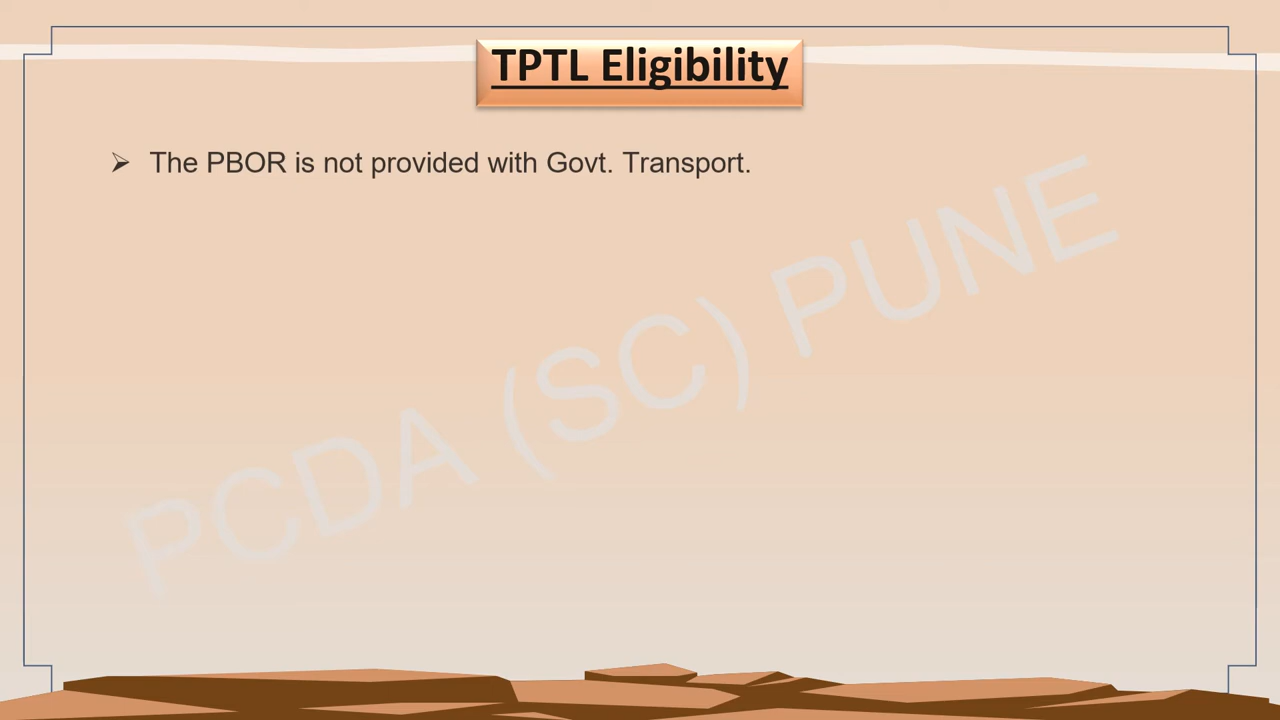 TPTL Eligibility
➢ The PBOR is not provided with Govt. Transport.
PCDA (SC) PUNE